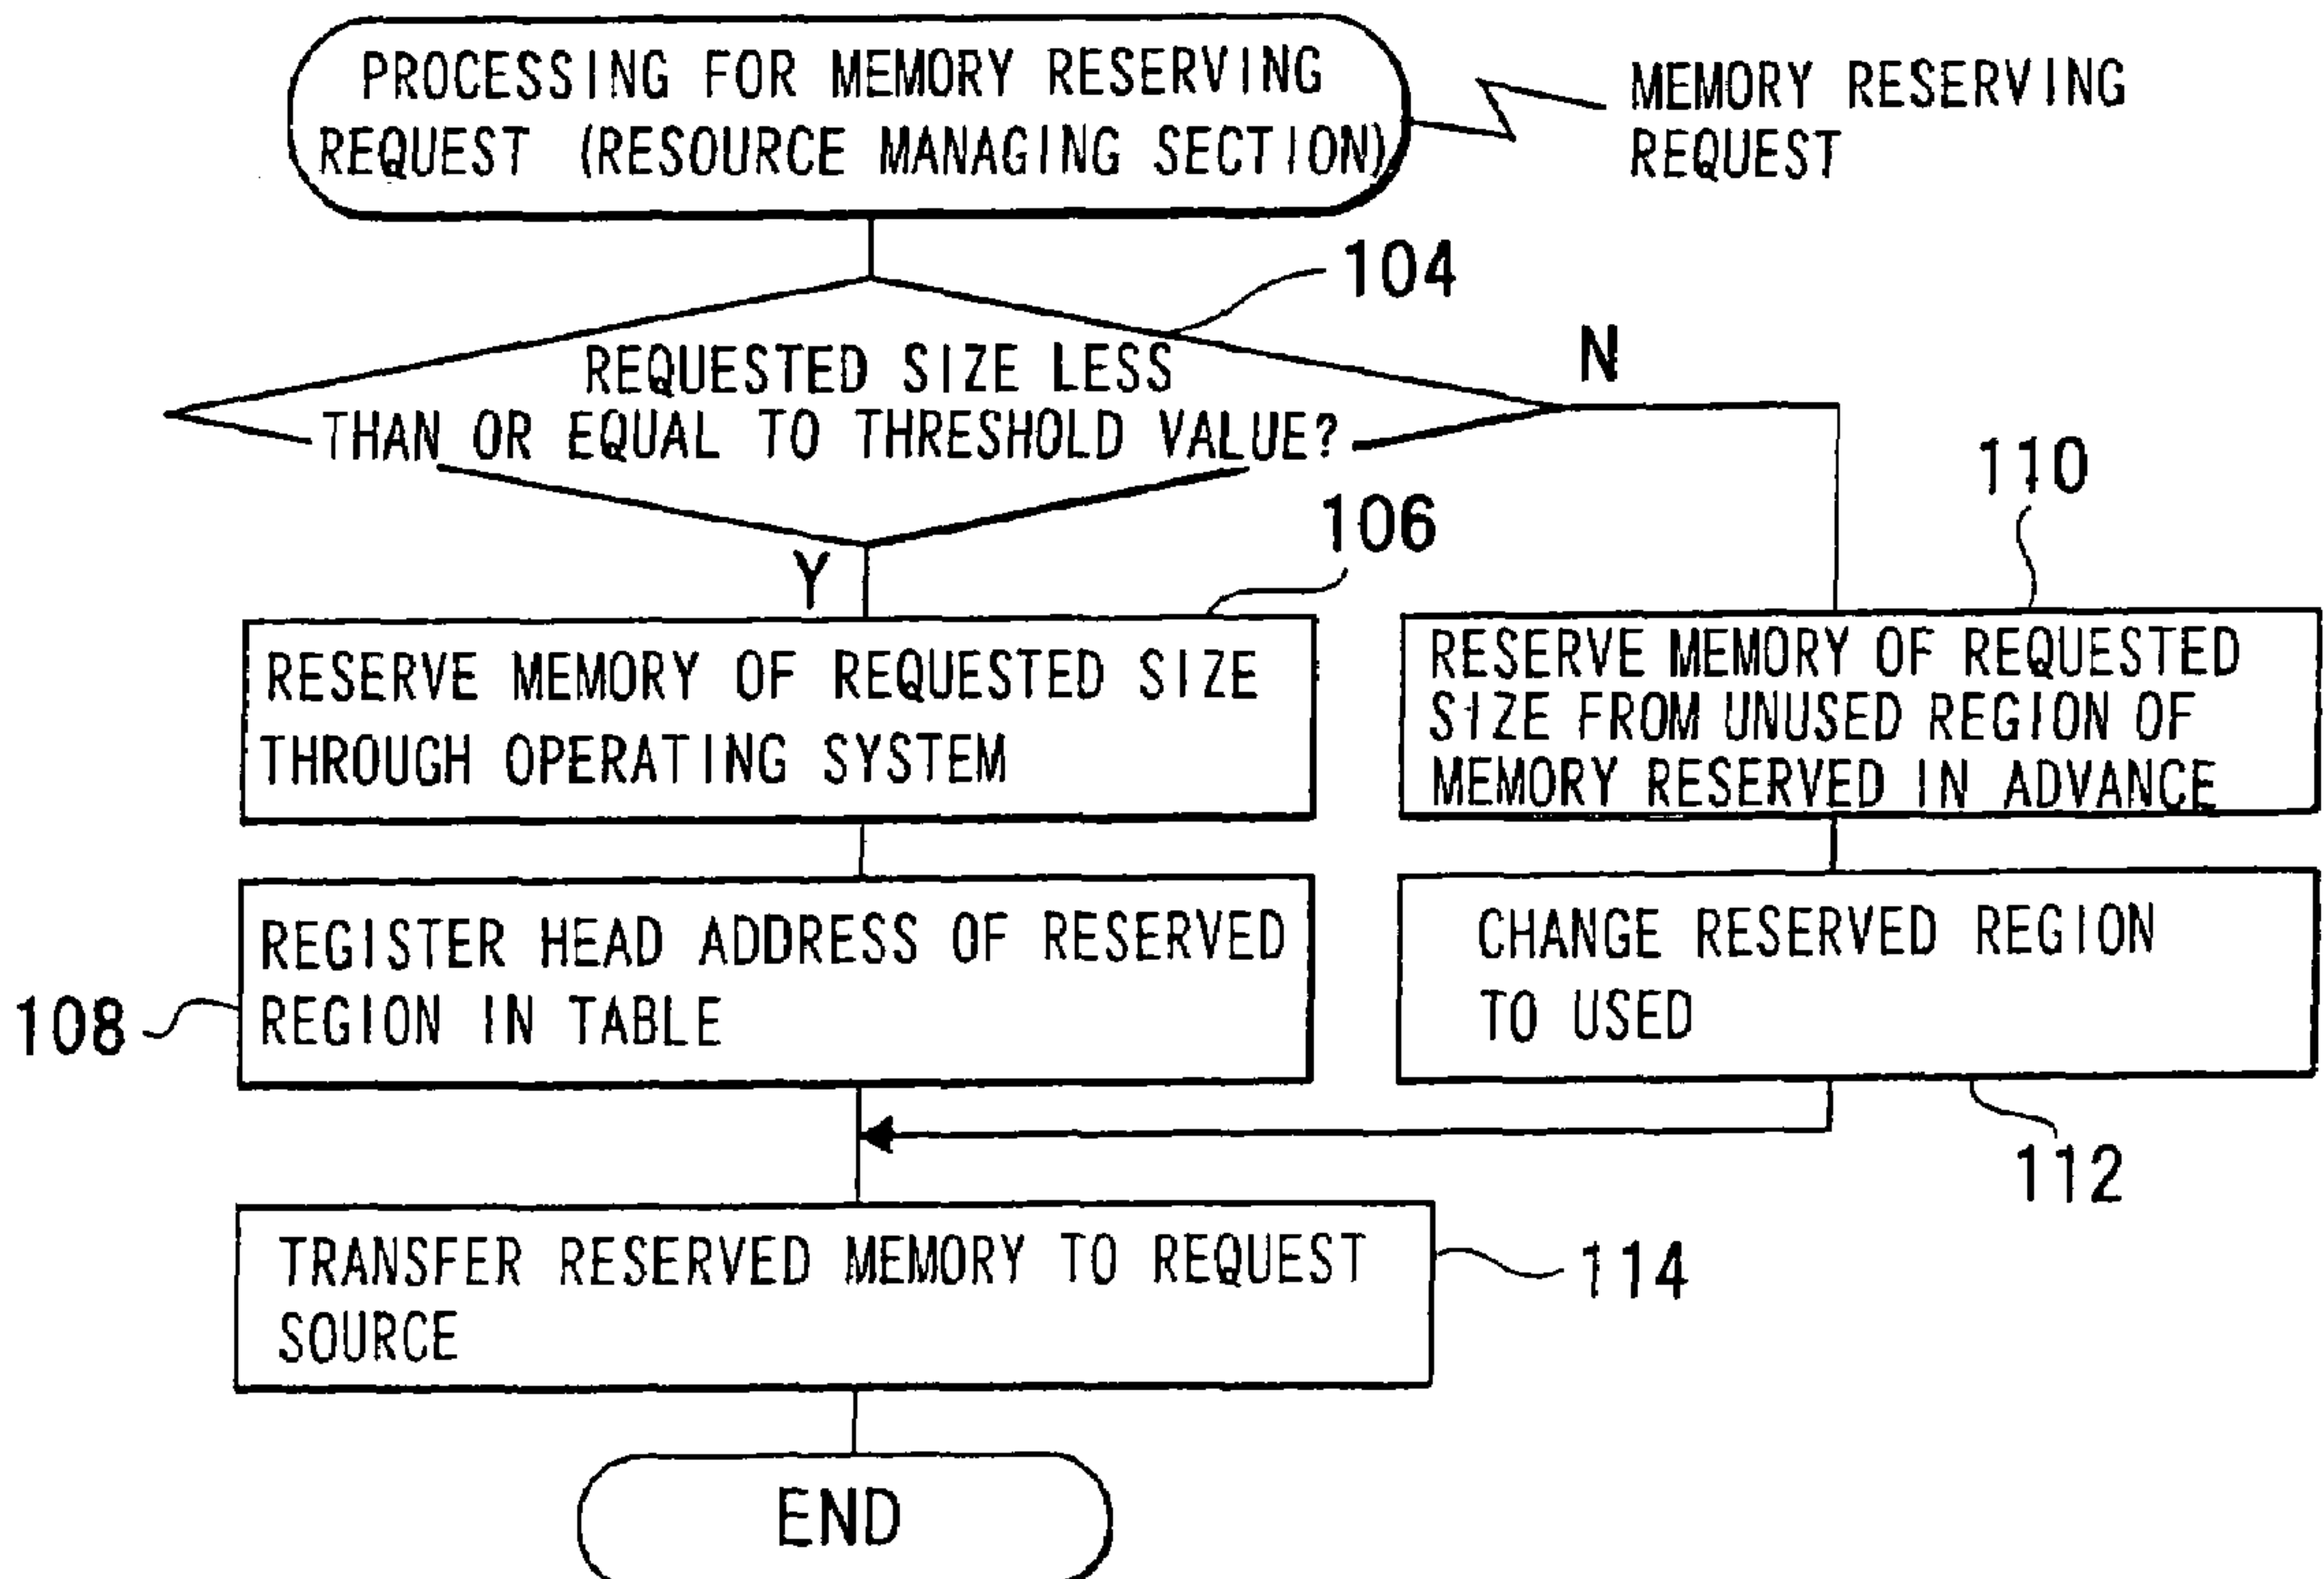 PROCESSING FOR MEMORY RESERVING
REQUEST (RESOURCE MANAGING SECTION)
MEMORY RESERVING
REQUEST
104
REQUESTED SIZE LESS
THAN OR EQUAL TO THRESHOLD VALUE?
N
Y
106
110
RESERVE MEMORY OF REQUESTED SIZE
THROUGH OPERATING SYSTEM
RESERVE MEMORY OF REQUESTED
SIZE FROM UNUSED REGION OF
MEMORY RESERVED IN ADVANCE
108
REGISTER HEAD ADDRESS OF RESERVED
REGION IN TABLE
CHANGE RESERVED REGION
TO USED
112
TRANSFER RESERVED MEMORY TO REQUEST
SOURCE
114
END